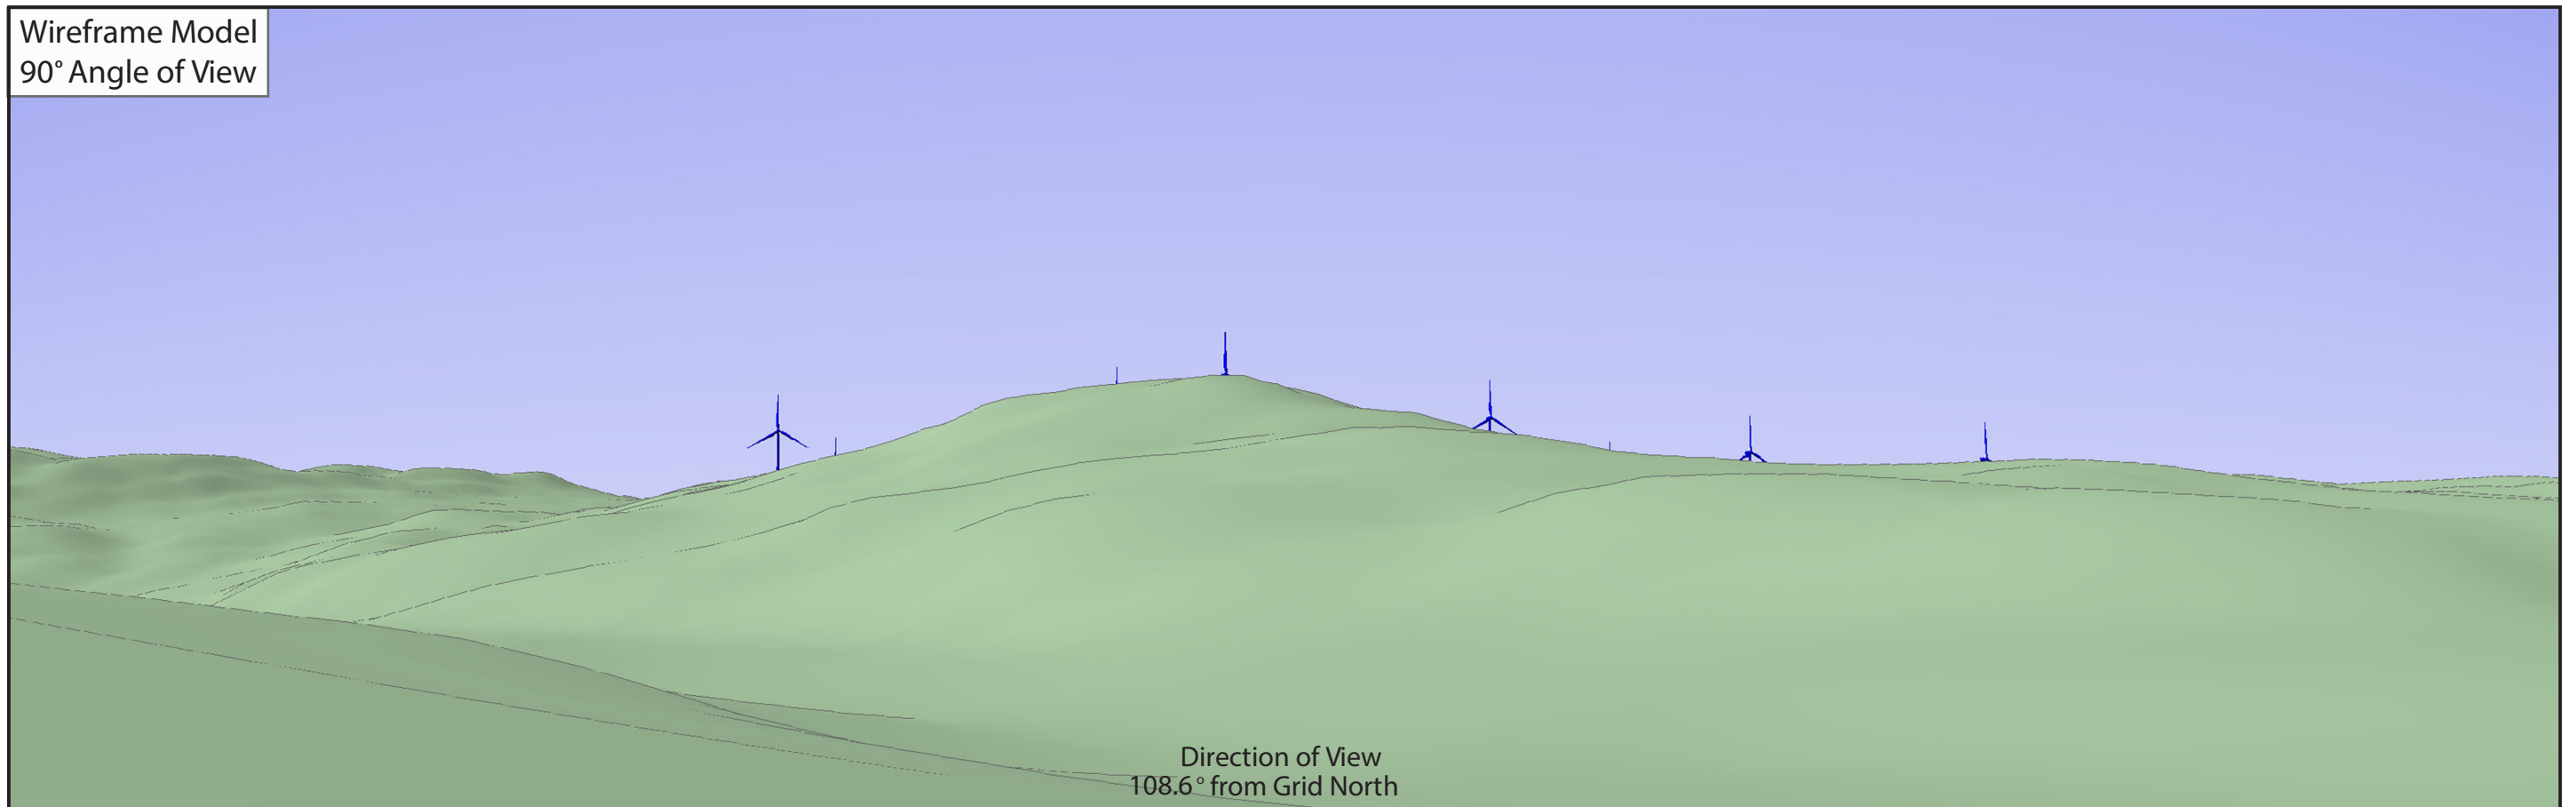 Wireframe Model
90° Angle of View
Direction of View
108.6° from Grid North